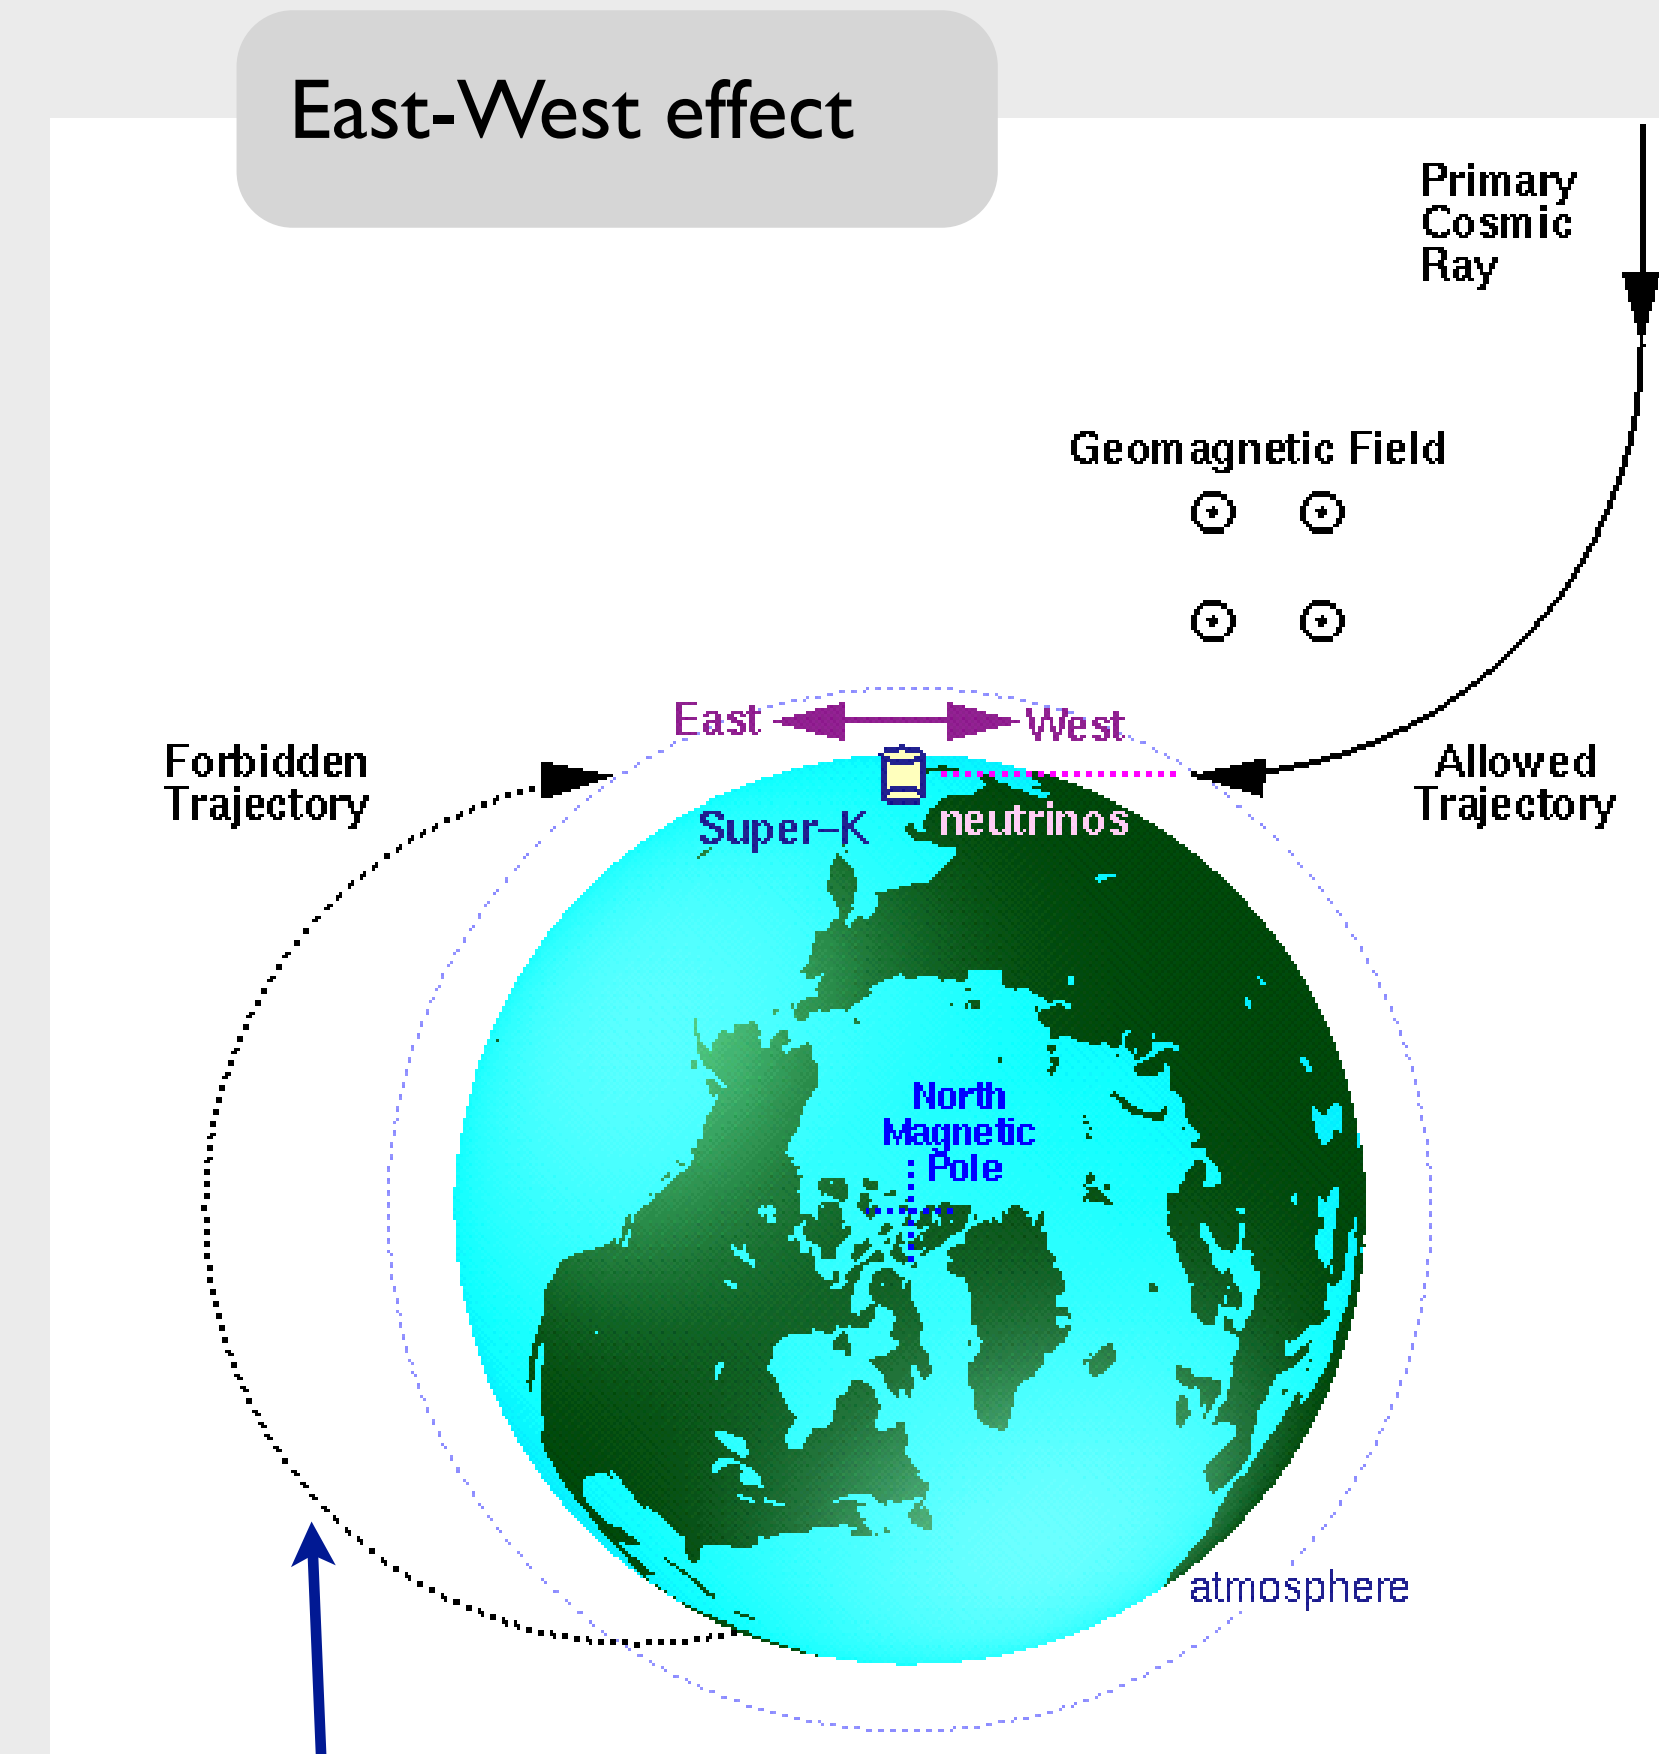 East-West effect
Primary
Cosmic
Ray
Geomagnetic Field
East
West
Forbidden
Trajectory
Allowed
Trajectory
Super–K
neutrinos
North
Magnetic
Pole
atmosphere